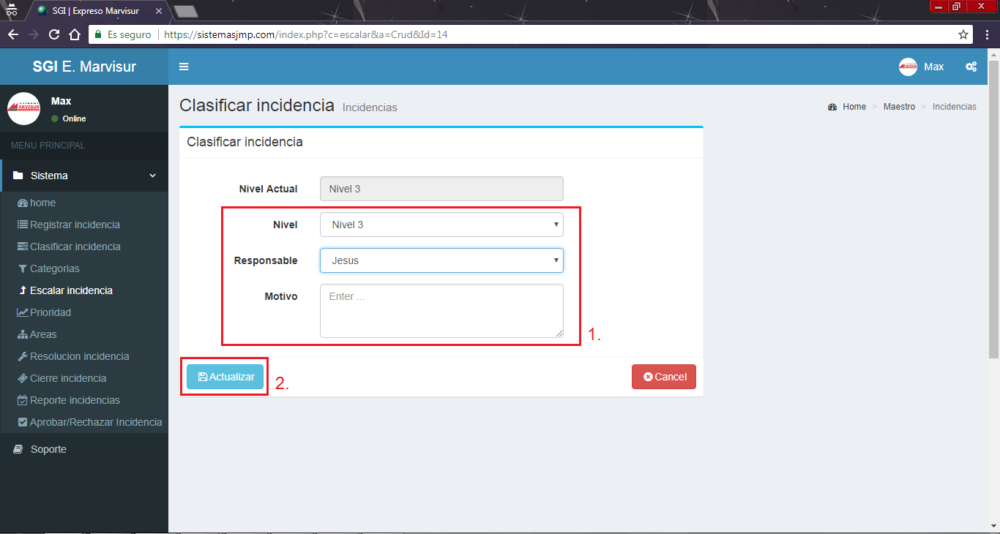 SGI | Expreso Marvisur
Es seguro | https://sistemasjmp.com/index.php?c=escalar&a=Crud&Id=14
SGI E. Marvisur
Max
Max
Online
MENU PRINCIPAL
Sistema
home
Registrar incidencia
Clasificar incidencia
Categorias
Escalar incidencia
Prioridad
Areas
Resolucion incidencia
Cierre incidencia
Reporte incidencias
Aprobar/Rechazar Incidencia
Soporte
Clasificar incidencia Incidencias
Home > Maestro > Incidencias
Clasificar incidencia
Nivel Actual Nivel 3
Nivel Nivel 3
Responsable Jesus
Motivo Enter ...
1.
Actualizar
2.
Cancel